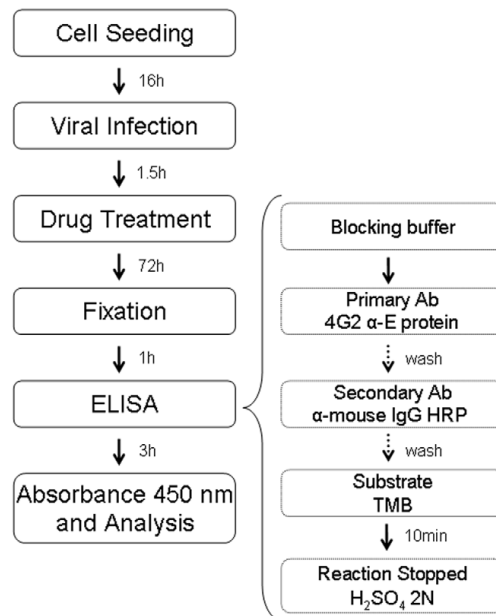 Cell Seeding
16h
Viral Infection
1.5h
Drug Treatment
72h
Fixation
1h
ELISA
3h
Absorbance 450 nm
and Analysis
Blocking buffer
Primary Ab
4G2 α-E protein
wash
Secondary Ab
α-mouse IgG HRP
wash
Substrate
TMB
10min
Reaction Stopped
H₂SO₄ 2N